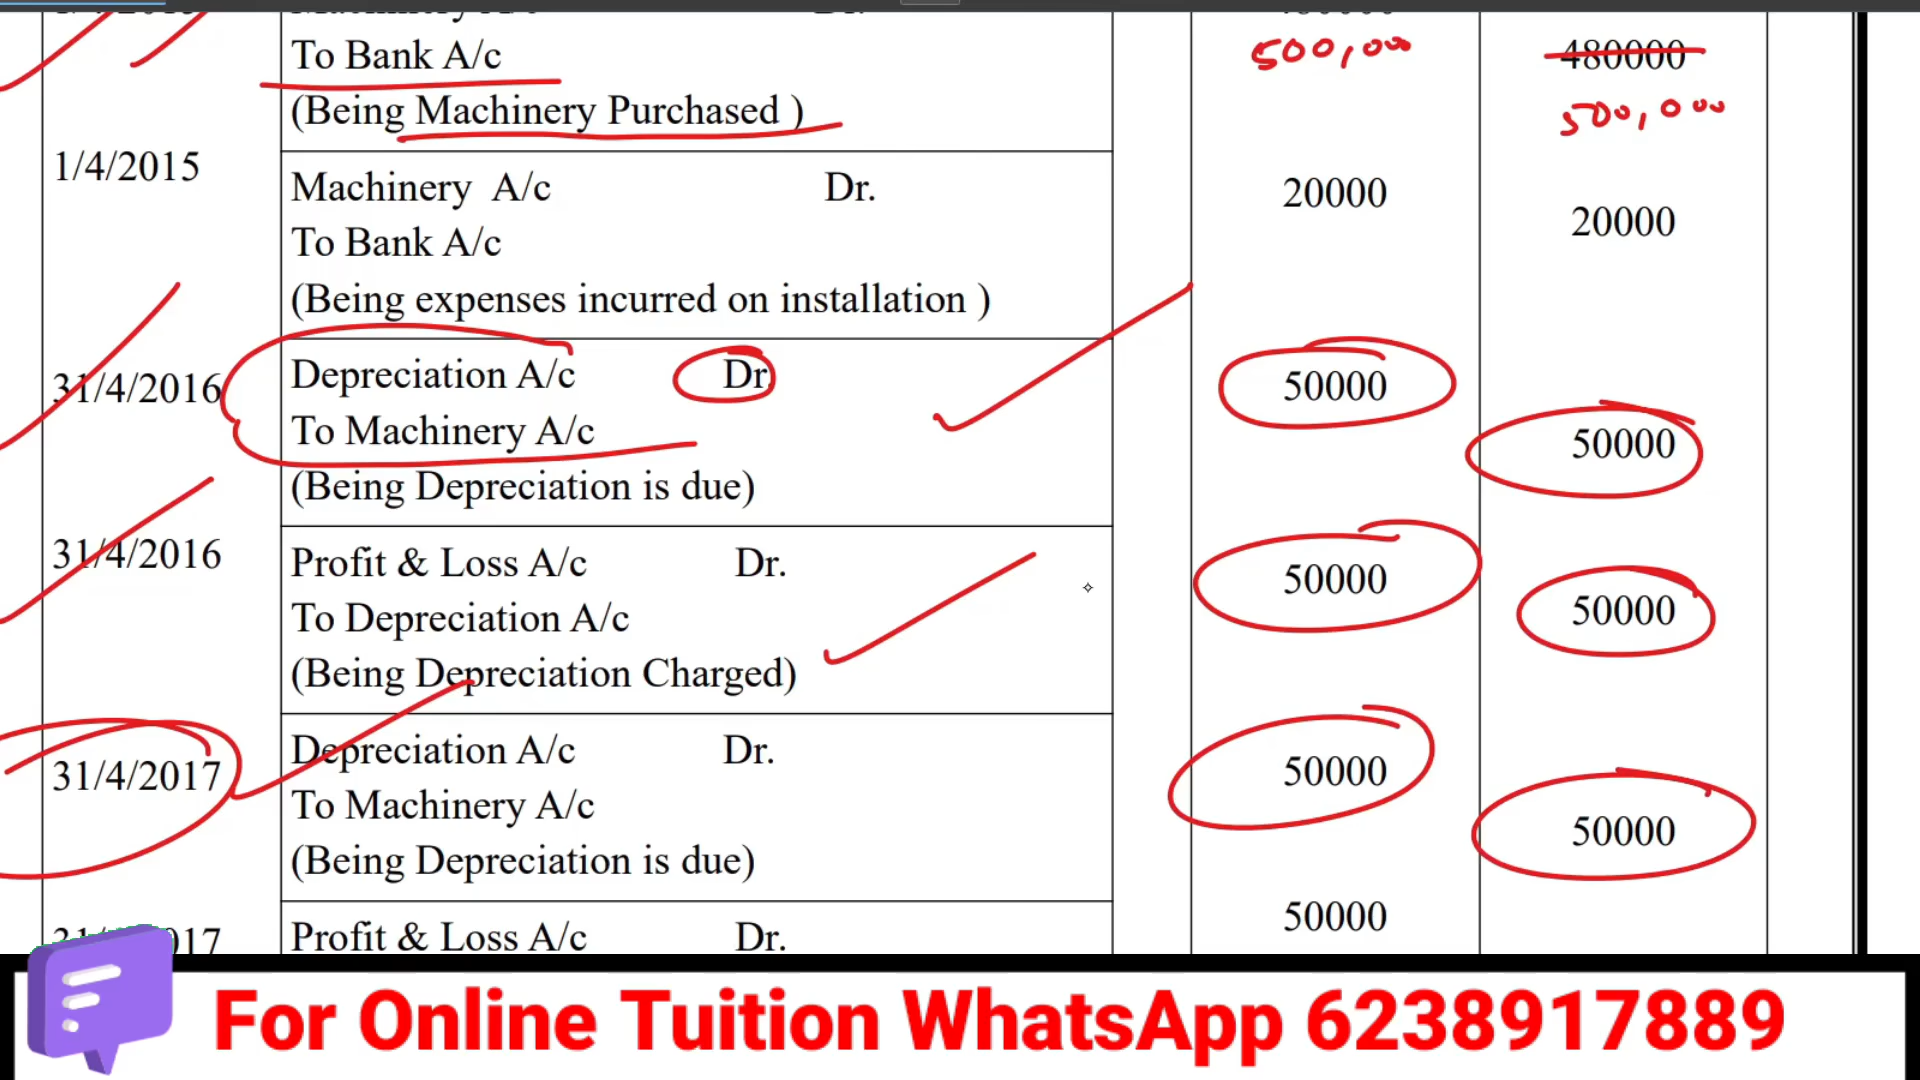 Machinery A/c Dr.
To Bank A/c 500,000 480000
(Being Machinery Purchased ) 500,000
1/4/2015 Machinery A/c Dr. 20000
To Bank A/c 20000
(Being expenses incurred on installation )
31/4/2016 Depreciation A/c Dr. 50000
To Machinery A/c 50000
(Being Depreciation is due)
31/4/2016 Profit & Loss A/c Dr. 50000
To Depreciation A/c 50000
(Being Depreciation Charged)
31/4/2017 Depreciation A/c Dr. 50000
To Machinery A/c 50000
(Being Depreciation is due)
Profit & Loss A/c Dr. 50000
For Online Tuition WhatsApp 6238917889